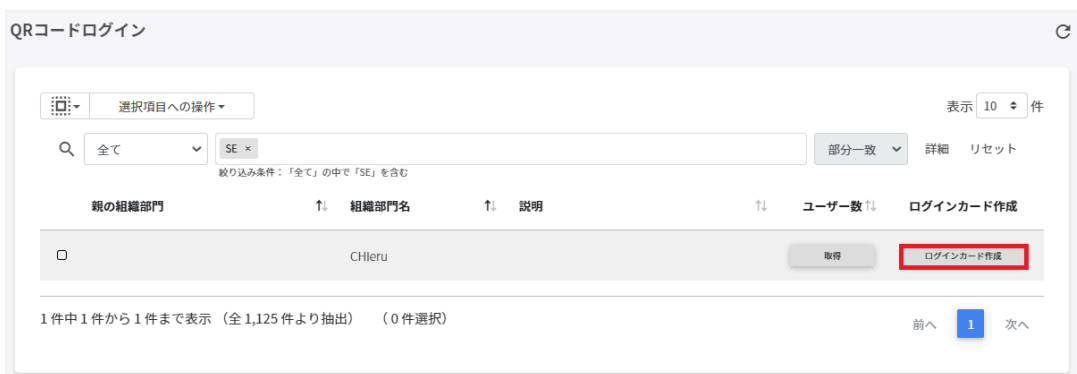 QRコードログイン
選択項目への操作
表示 10 件
全て SE × 部分一致 詳細 リセット
絞り込み条件：「全て」の中で「SE」を含む
親の組織部門 ↑↓ 組織部門名 ↑↓ 説明 ↑↓ ユーザー数 ↑↓ ログインカード作成
CHIeru 取得 ログインカード作成
1 件中 1 件から 1 件まで表示 （全 1,125 件より抽出） （ 0 件選択）
前へ 1 次へ